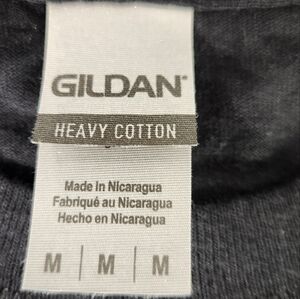 GILDAN®
HEAVY COTTON
Made In Nicaragua
Fabriqué au Nicaragua
Hecho en Nicaragua
M | M | M